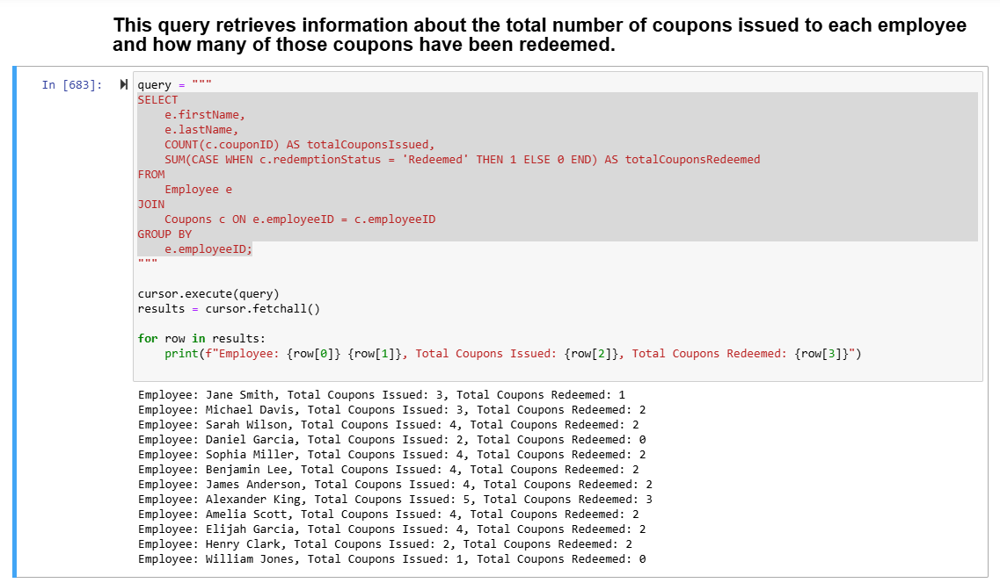 This query retrieves information about the total number of coupons issued to each employee
and how many of those coupons have been redeemed.
In [683]:
query = """
SELECT
    e.firstName,
    e.lastName,
    COUNT(c.couponID) AS totalCouponsIssued,
    SUM(CASE WHEN c.redemptionStatus = 'Redeemed' THEN 1 ELSE 0 END) AS totalCouponsRedeemed
FROM
    Employee e
JOIN
    Coupons c ON e.employeeID = c.employeeID
GROUP BY
    e.employeeID;
"""
cursor.execute(query)
results = cursor.fetchall()
for row in results:
    print(f"Employee: {row[0]} {row[1]}, Total Coupons Issued: {row[2]}, Total Coupons Redeemed: {row[3]}")
Employee: Jane Smith, Total Coupons Issued: 3, Total Coupons Redeemed: 1
Employee: Michael Davis, Total Coupons Issued: 3, Total Coupons Redeemed: 2
Employee: Sarah Wilson, Total Coupons Issued: 4, Total Coupons Redeemed: 2
Employee: Daniel Garcia, Total Coupons Issued: 2, Total Coupons Redeemed: 0
Employee: Sophia Miller, Total Coupons Issued: 4, Total Coupons Redeemed: 2
Employee: Benjamin Lee, Total Coupons Issued: 4, Total Coupons Redeemed: 2
Employee: James Anderson, Total Coupons Issued: 4, Total Coupons Redeemed: 2
Employee: Alexander King, Total Coupons Issued: 5, Total Coupons Redeemed: 3
Employee: Amelia Scott, Total Coupons Issued: 4, Total Coupons Redeemed: 2
Employee: Elijah Garcia, Total Coupons Issued: 4, Total Coupons Redeemed: 2
Employee: Henry Clark, Total Coupons Issued: 2, Total Coupons Redeemed: 2
Employee: William Jones, Total Coupons Issued: 1, Total Coupons Redeemed: 0